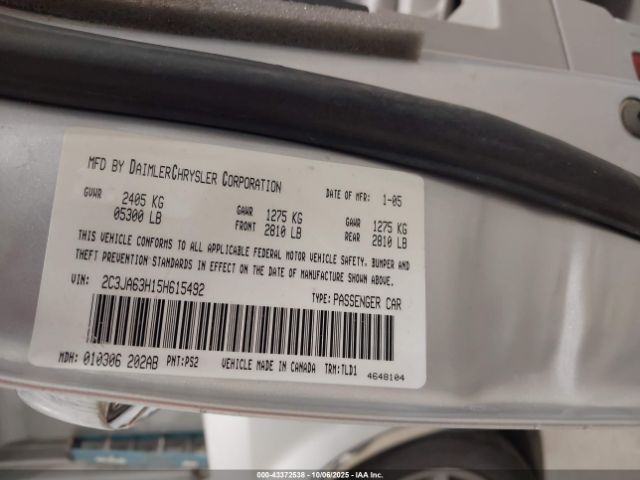 MFD BY DAIMLERCHRYSLER CORPORATION
DATE OF MFR: 1-05
GVWR 2405 KG 05300 LB
GAWR FRONT 1275 KG 2810 LB
GAWR REAR 1275 KG 2810 LB
THIS VEHICLE CONFORMS TO ALL APPLICABLE FEDERAL MOTOR VEHICLE SAFETY, BUMPER AND
THEFT PREVENTION STANDARDS IN EFFECT ON THE DATE OF MANUFACTURE SHOWN ABOVE.
VIN: 2C3JA63H15H615492
TYPE: PASSENGER CAR
MDH: 010306 202AB PNT: PS2 VEHICLE MADE IN CANADA TRM: TLD1
4648104
000-43372538 - 10/06/2025 - IAA Inc.